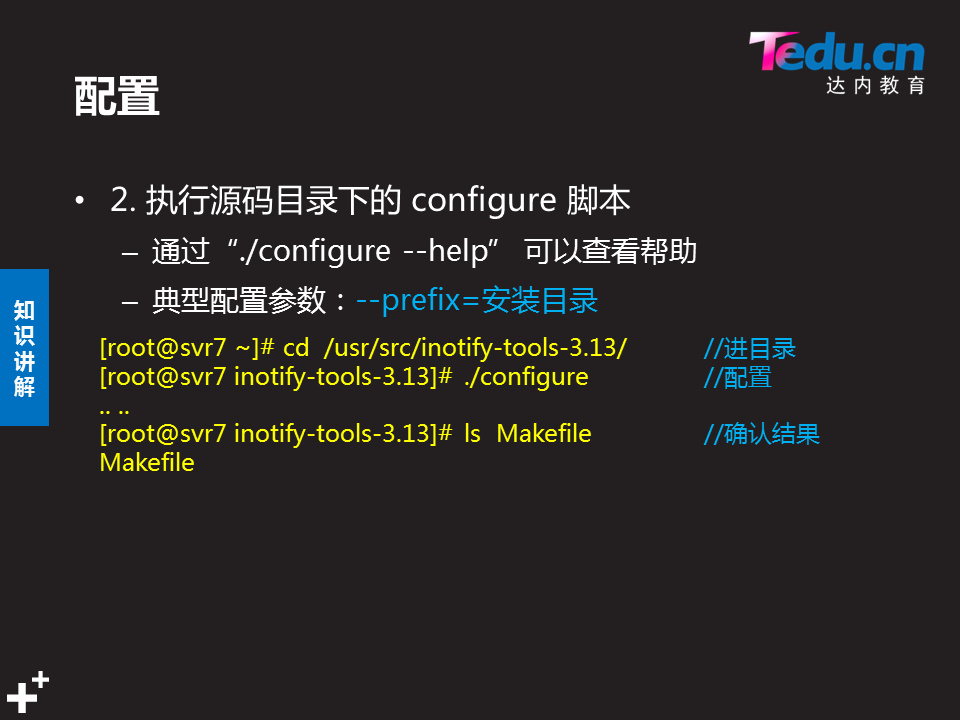 Tedu.cn
达内教育
配置
• 2. 执行源码目录下的 configure 脚本
– 通过“./configure --help” 可以查看帮助
– 典型配置参数：--prefix=安装目录
知识讲解
[root@svr7 ~]# cd /usr/src/inotify-tools-3.13/ //进目录
[root@svr7 inotify-tools-3.13]# ./configure //配置
.. ..
[root@svr7 inotify-tools-3.13]# ls Makefile //确认结果
Makefile